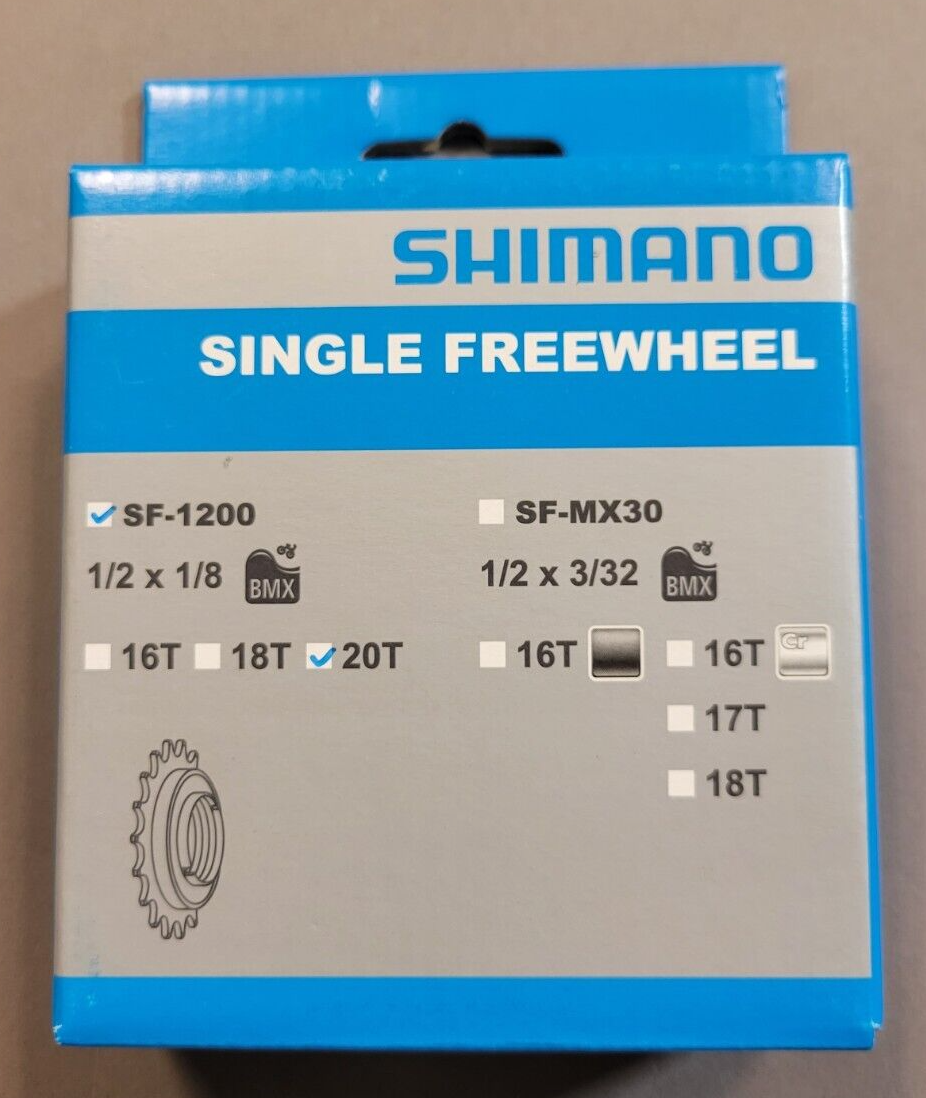 SHIMANO
SINGLE FREEWHEEL
SF-1200
SF-MX30
1/2 x 1/8 BMX
1/2 x 3/32 BMX
16T 18T 20T
16T
16T Cr
17T
18T